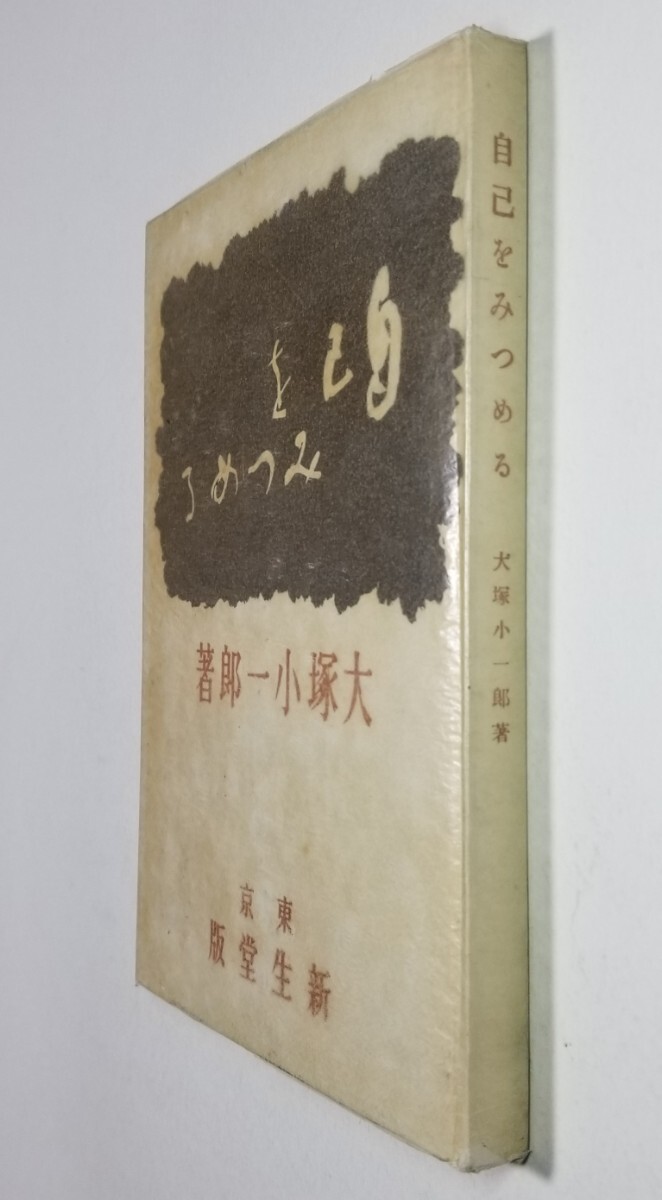 自己を
みつめる
大塚小一郎著
東京
新生堂版
自己をみつめる 犬塚小一郎著